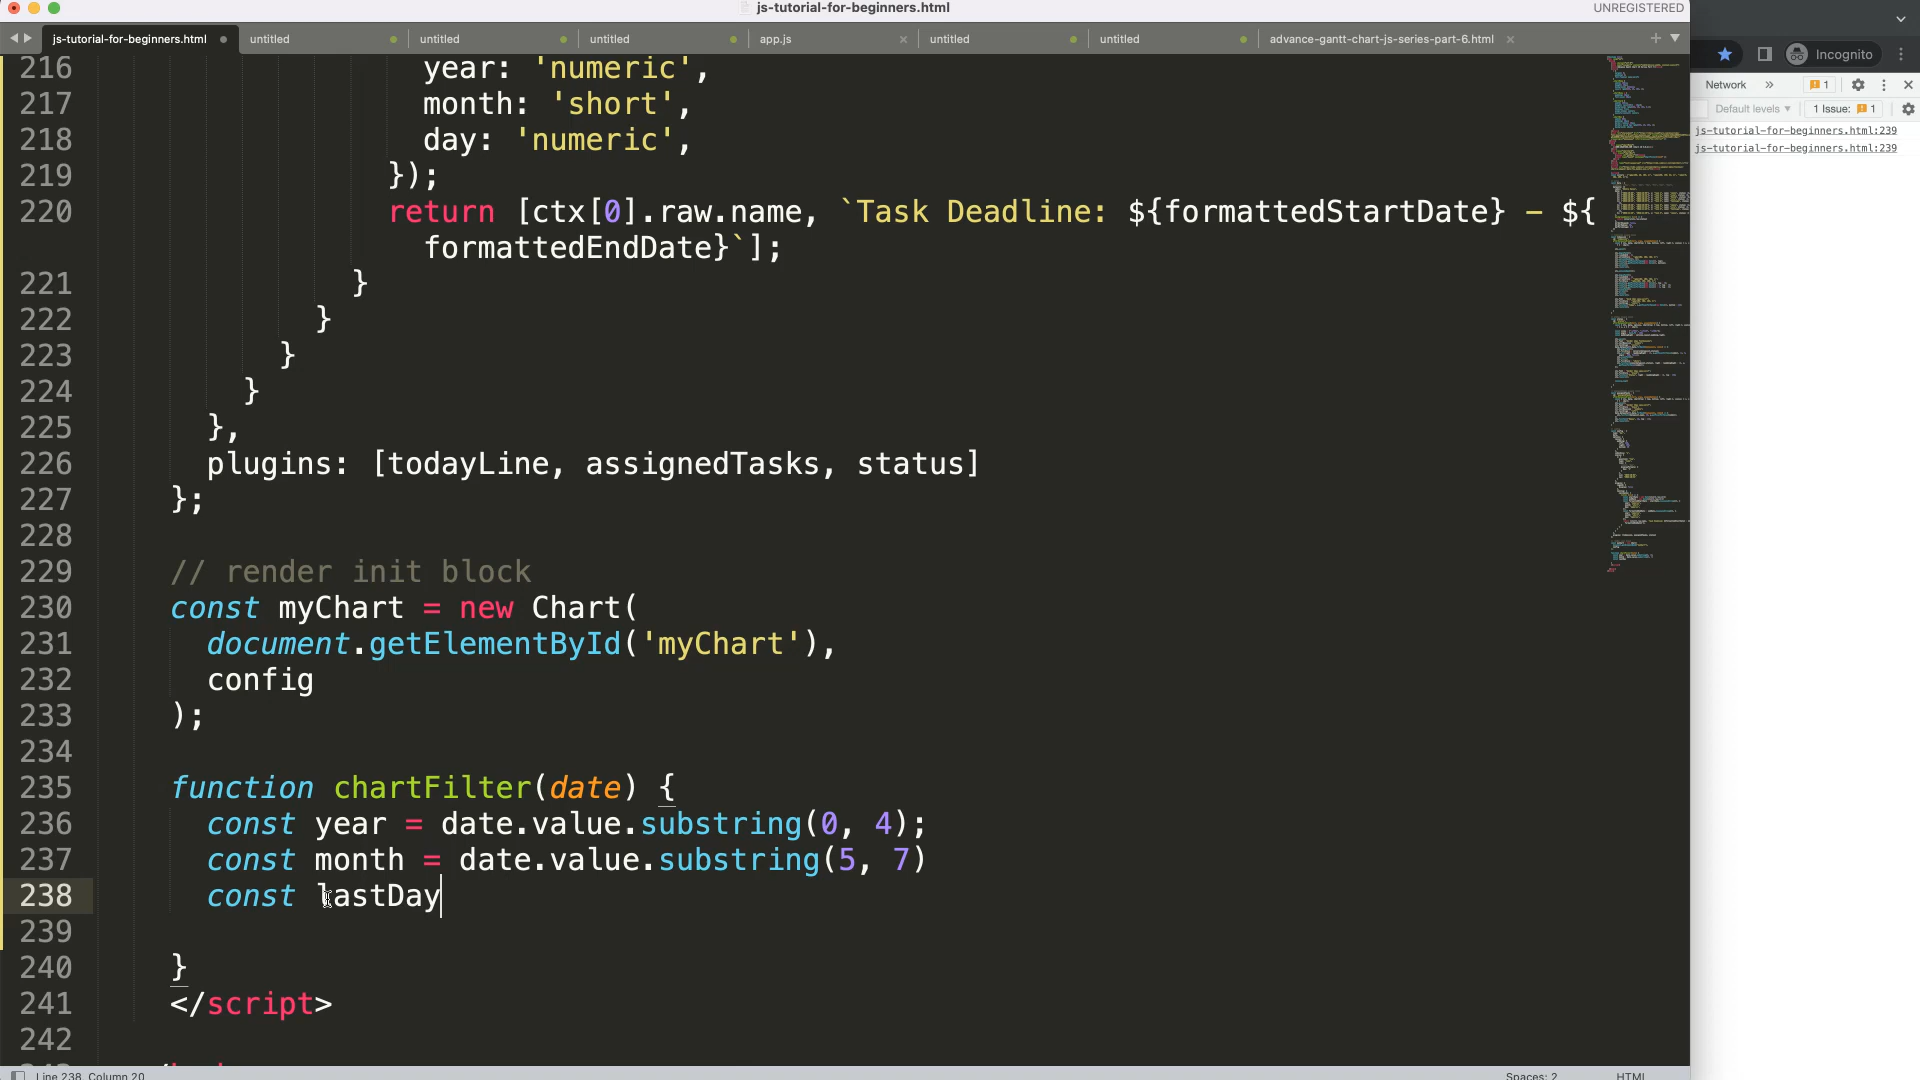 js-tutorial-for-beginners.html
UNREGISTERED
js-tutorial-for-beginners.html
untitled
untitled
untitled
app.js
untitled
untitled
advance-gantt-chart-js-series-part-6.html
Incognito
Network
1
Default levels
1 Issue: 1
js-tutorial-for-beginners.html:239
js-tutorial-for-beginners.html:239
216 year: 'numeric',
217 month: 'short',
218 day: 'numeric',
219 });
220 return [ctx[0].raw.name, `Task Deadline: ${formattedStartDate} - ${
formattedEndDate}`];
221 }
222 }
223 }
224 }
225 },
226 plugins: [todayLine, assignedTasks, status]
227 };
228
229 // render init block
230 const myChart = new Chart(
231 document.getElementById('myChart'),
232 config
233 );
234
235 function chartFilter(date) {
236 const year = date.value.substring(0, 4);
237 const month = date.value.substring(5, 7)
238 const lastDay
239
240 }
241 </script>
242
Line 238, Column 20
Spaces: 2
HTML